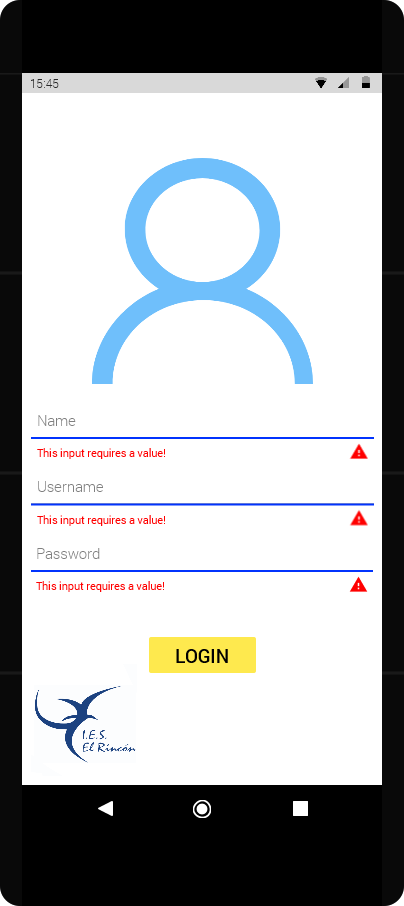 15:45
Name
This input requires a value!
Username
This input requires a value!
Password
This input requires a value!
LOGIN
I.E.S.
El Rincón